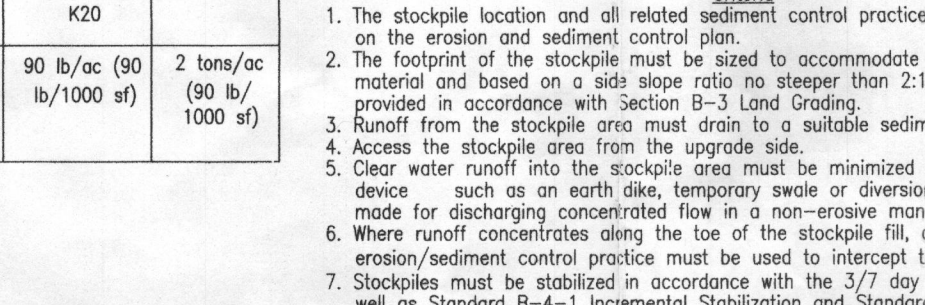 K20
90 lb/ac (90
lb/1000 sf)
2 tons/ac
(90 lb/
1000 sf)
1. The stockpile location and all related sediment control practice
on the erosion and sediment control plan.
2. The footprint of the stockpile must be sized to accommodate
material and based on a side slope ratio no steeper than 2:1
provided in accordance with Section B-3 Land Grading.
3. Runoff from the stockpile area must drain to a suitable sedim
4. Access the stockpile area from the upgrade side.
5. Clear water runoff into the stockpile area must be minimized
device such as an earth dike, temporary swale or diversio
made for discharging concentrated flow in a non-erosive man
6. Where runoff concentrates along the toe of the stockpile fill,
erosion/sediment control practice must be used to intercept t
7. Stockpiles must be stabilized in accordance with the 3/7 day
well as Standard B-4-1 Incremental Stabilization and Standar